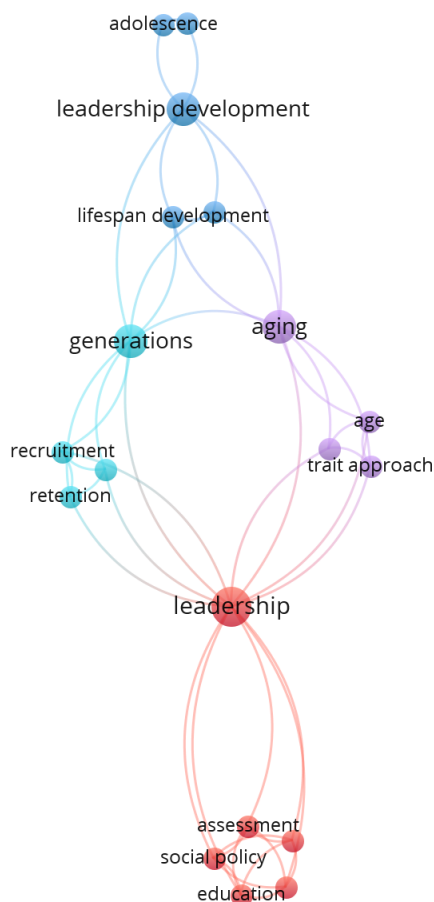 adolescence
leadership development
lifespan development
generations
aging
age
recruitment
trait approach
retention
leadership
assessment
social policy
education